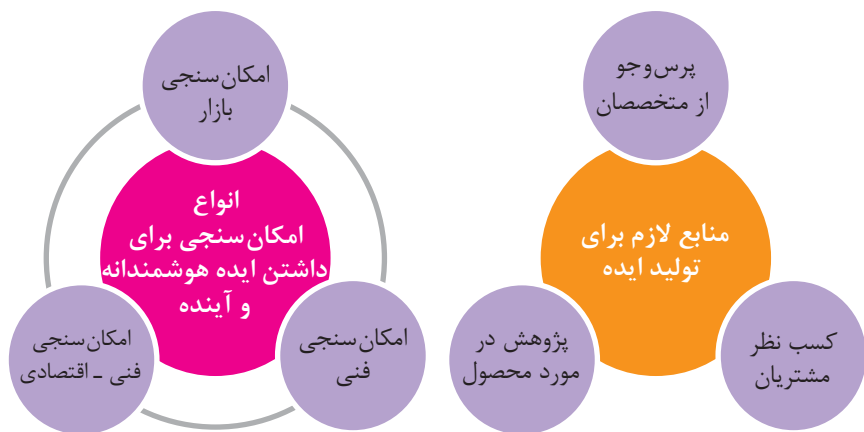 پرس‌وجو
از متخصصان
منابع لازم برای
تولید ایده
کسب نظر
مشتریان
پژوهش در
مورد محصول
امکان‌سنجی
بازار
انواع
امکان‌سنجی برای
داشتن ایده هوشمندانه
و آینده
امکان‌سنجی
فنی
امکان‌سنجی
فنی ـ اقتصادی